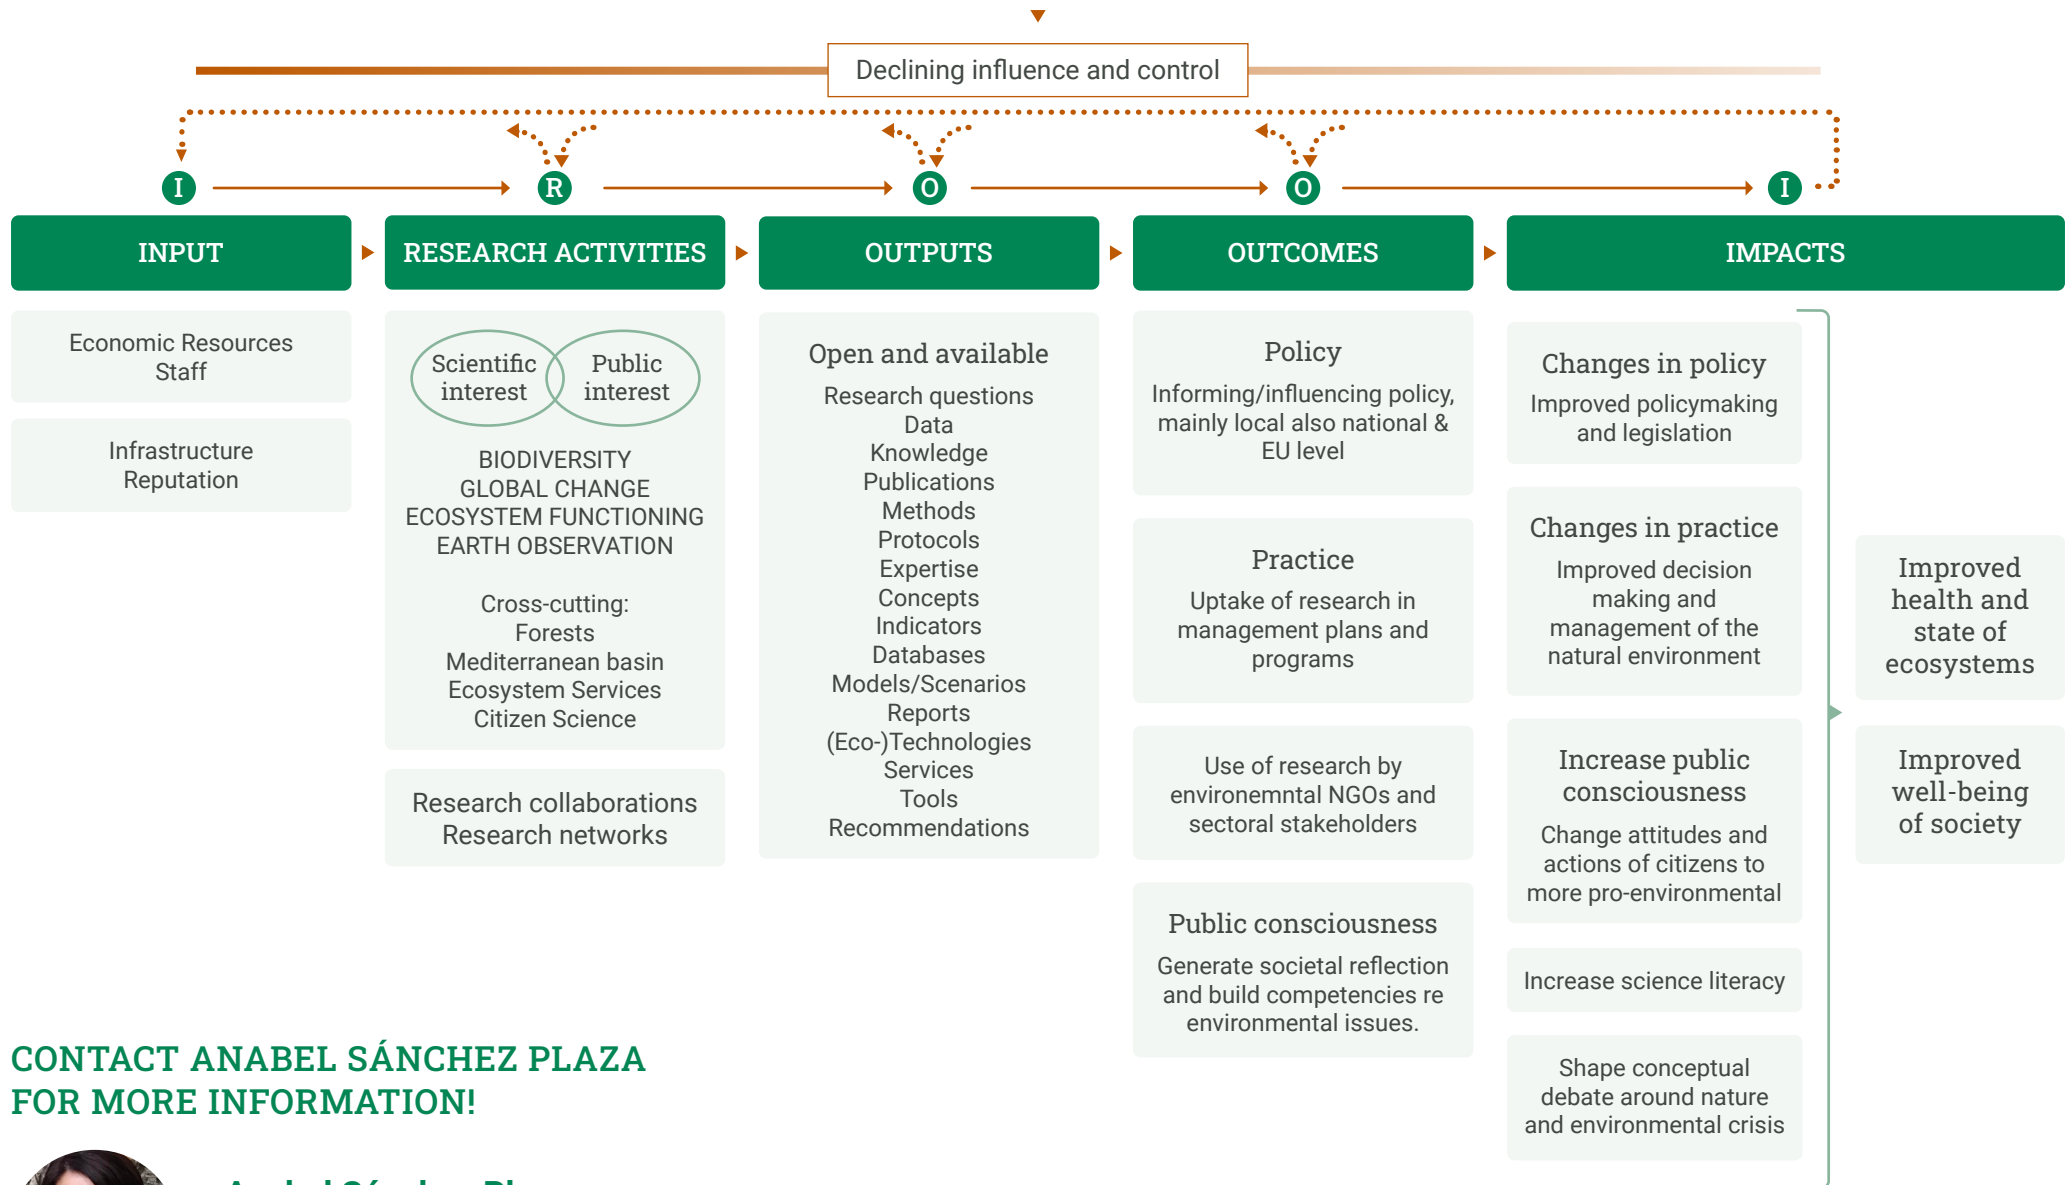 Declining influence and control
I
R
O
O
I
INPUT
RESEARCH ACTIVITIES
OUTPUTS
OUTCOMES
IMPACTS
Economic Resources
Staff
Infrastructure
Reputation
Scientific
interest
Public
interest
BIODIVERSITY
GLOBAL CHANGE
ECOSYSTEM FUNCTIONING
EARTH OBSERVATION
Cross-cutting:
Forests
Mediterranean basin
Ecosystem Services
Citizen Science
Research collaborations
Research networks
Open and available
Research questions
Data
Knowledge
Publications
Methods
Protocols
Expertise
Concepts
Indicators
Databases
Models/Scenarios
Reports
(Eco-)Technologies
Services
Tools
Recommendations
Policy
Informing/influencing policy,
mainly local also national &
EU level
Practice
Uptake of research in
management plans and
programs
Use of research by
environemntal NGOs and
sectoral stakeholders
Public consciousness
Generate societal reflection
and build competencies re
environmental issues.
Changes in policy
Improved policymaking
and legislation
Changes in practice
Improved decision
making and
management of the
natural environment
Increase public
consciousness
Change attitudes and
actions of citizens to
more pro-environmental
Increase science literacy
Shape conceptual
debate around nature
and environmental crisis
Improved
health and
state of
ecosystems
Improved
well-being
of society
CONTACT ANABEL SÁNCHEZ PLAZA
FOR MORE INFORMATION!